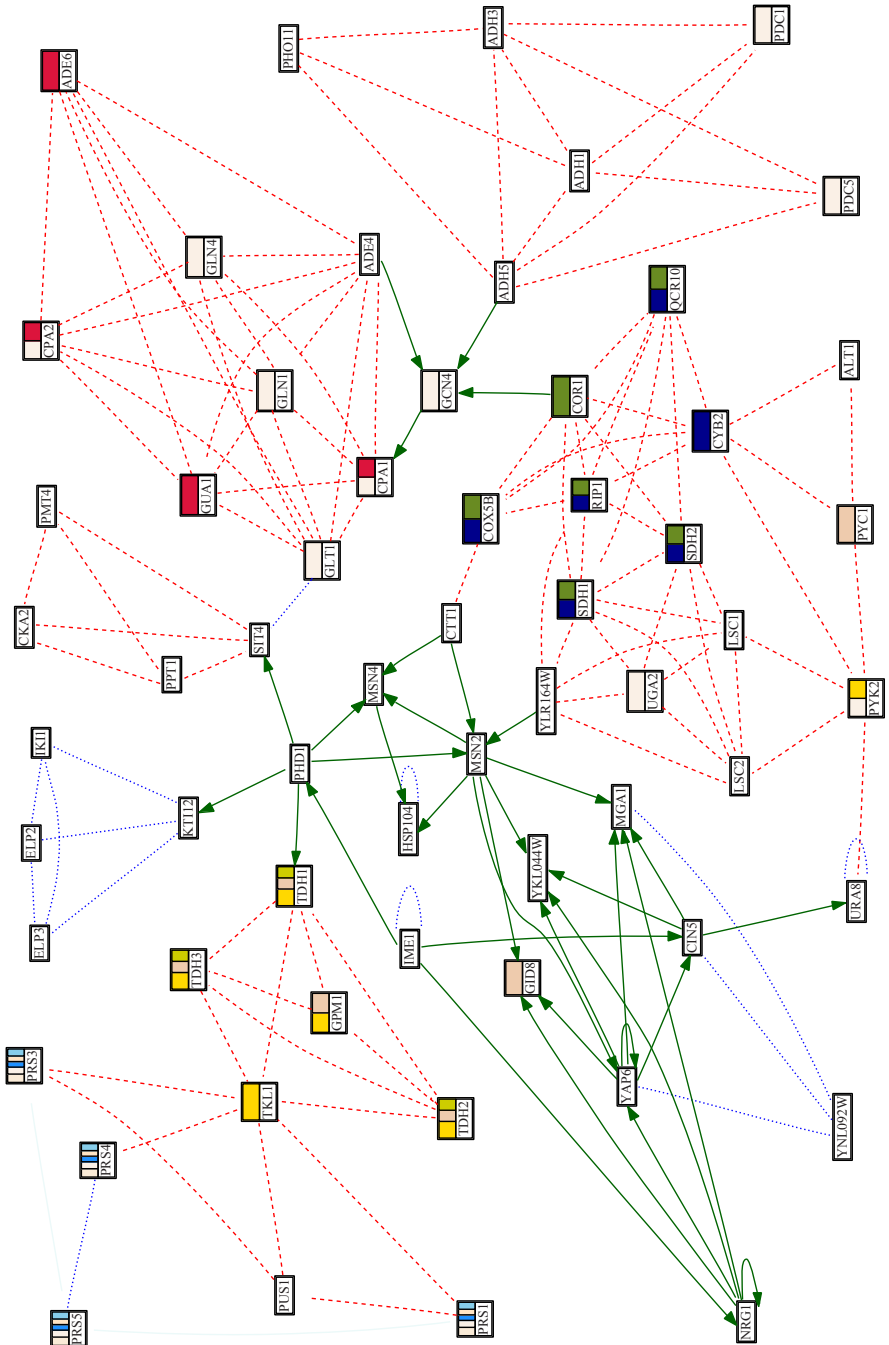 ADE6
CPA2
GLN4
ADE4
GLN1
GUA1
CPA1
GLT1
GCN4
PHO11
ADH3
PDC1
ADH1
PDC5
ADH5
QCR10
COR1
CYB2
ALT1
COX5B
RIP1
SDH2
PYC1
SDH1
LSC1
UGA2
YLR164W
PYK2
LSC2
PMT4
CKA2
PPT1
SIT4
CTT1
MSN4
MSN2
PHD1
HSP104
IKI1
ELP2
ELP3
KTI12
TDH1
TDH3
GPM1
TDH2
TKL1
PRS3
PRS4
PRS5
PUS1
PRS1
IME1
MGA1
YKL044W
GID8
CIN5
URA8
YAP6
YNL092W
NRG1